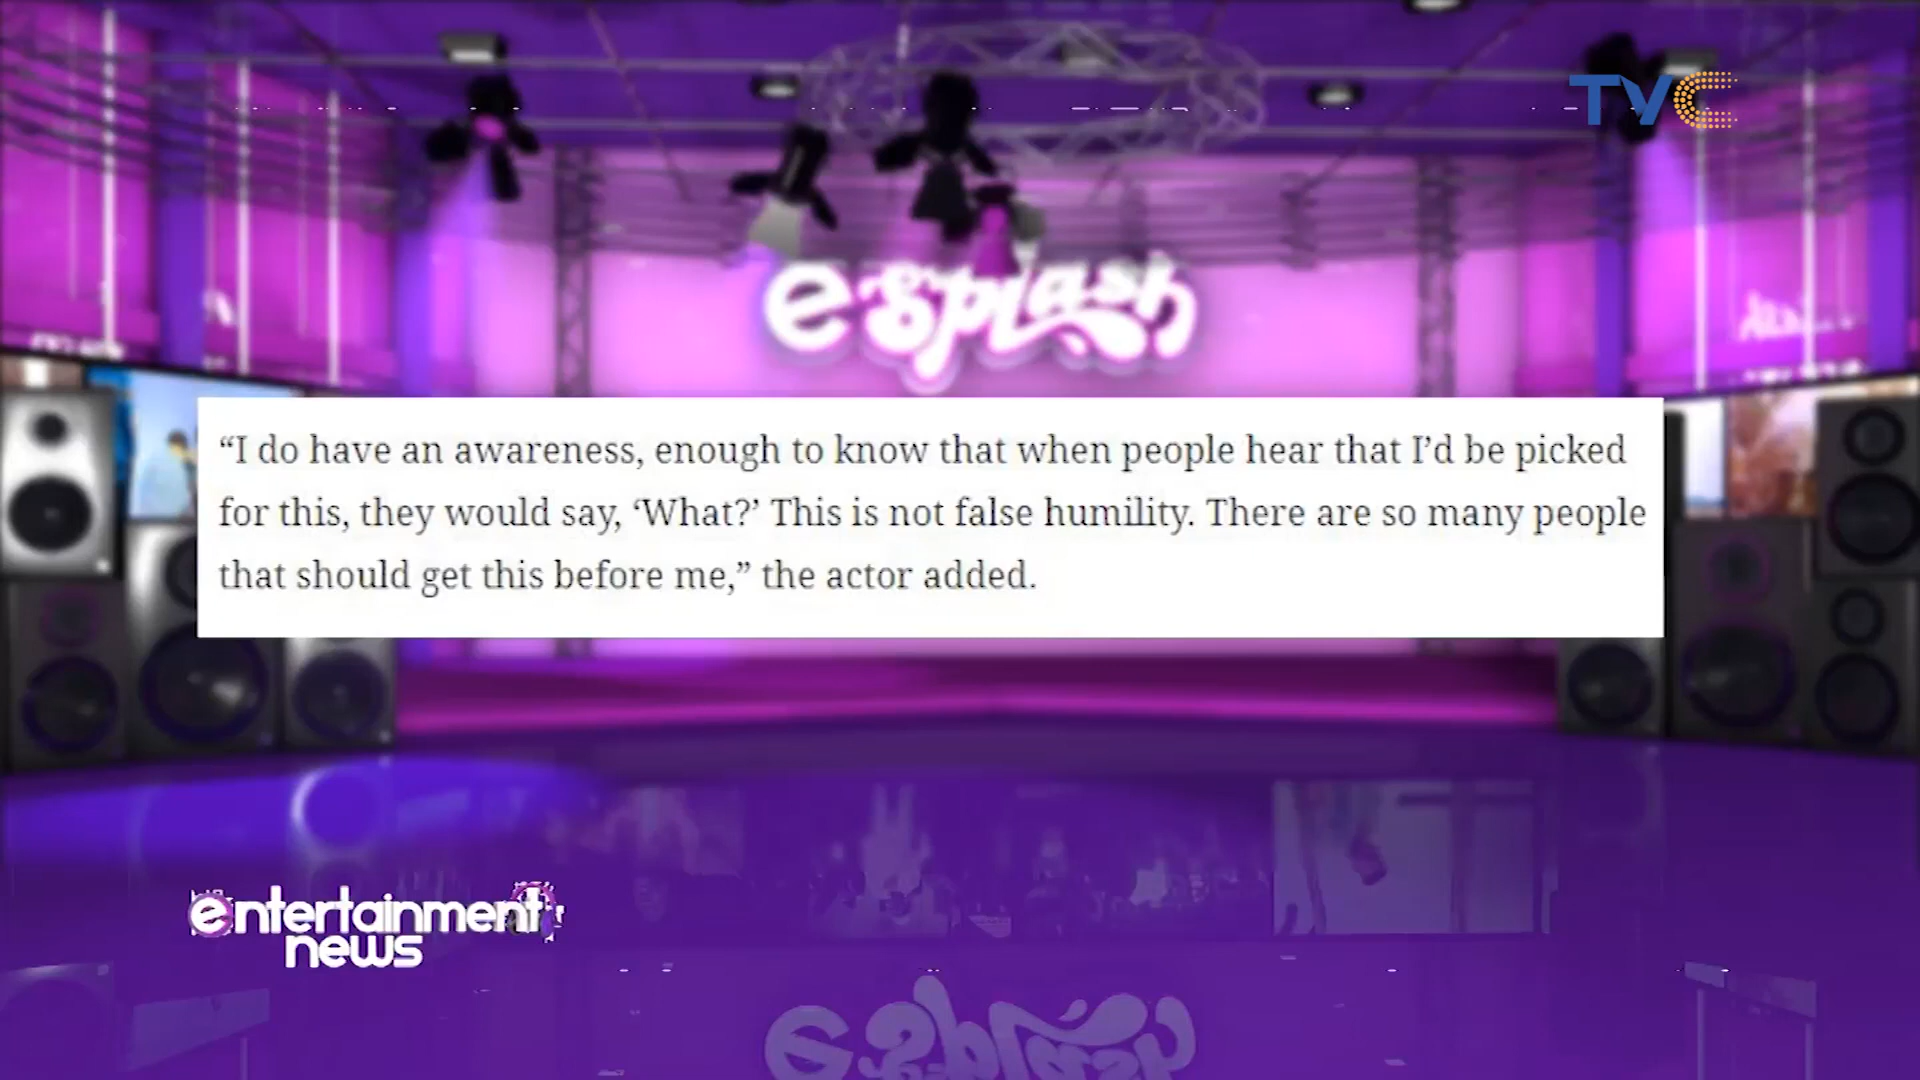 TVC
e-splash
“I do have an awareness, enough to know that when people hear that I’d be picked
for this, they would say, ‘What?’ This is not false humility. There are so many people
that should get this before me,” the actor added.
entertainment
news